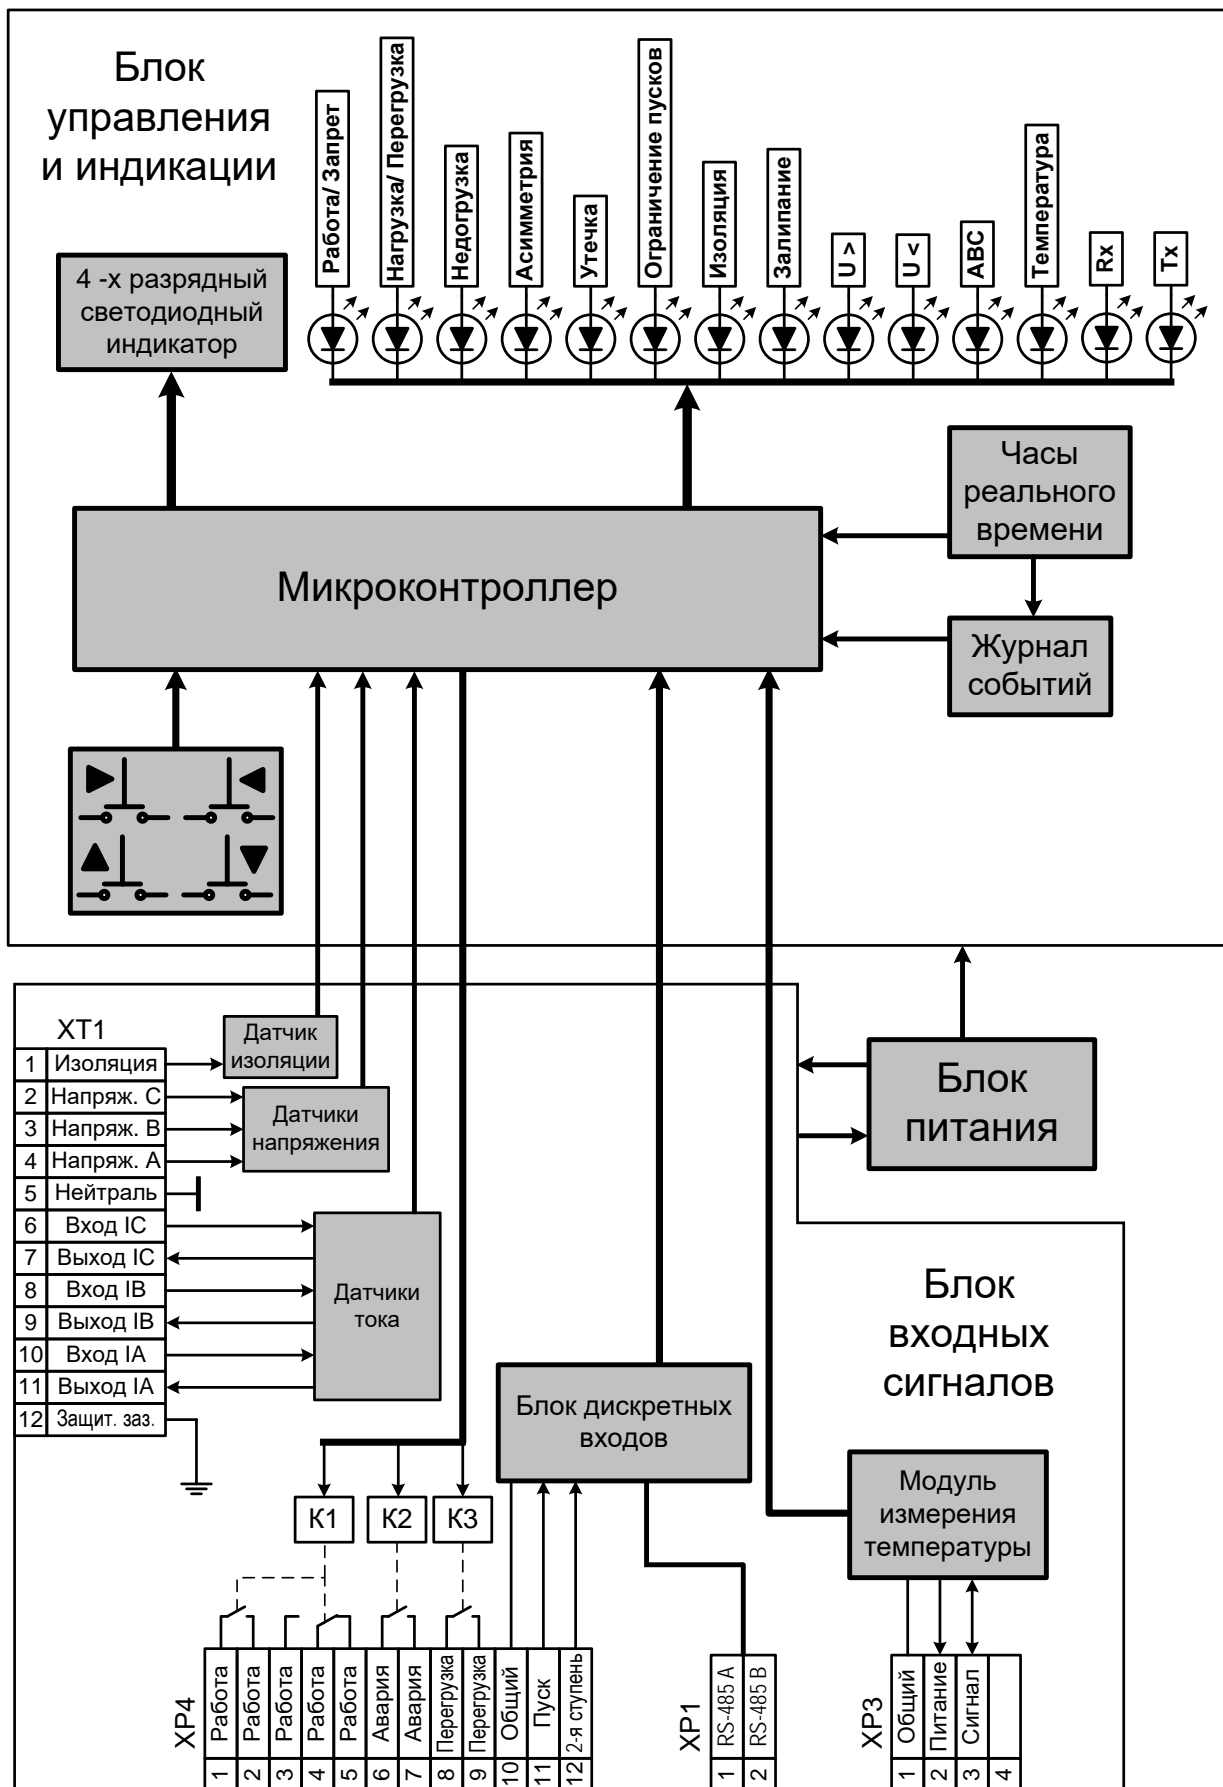 Блок
управления
и индикации
Работа/ Запрет
Нагрузка/ Перегрузка
Недогрузка
Асимметрия
Утечка
Ограничение пусков
Изоляция
Залипание
U >
U <
ABC
Температура
Rx
Tx
4 -х разрядный
светодиодный
индикатор
Часы
реального
времени
Микроконтроллер
Журнал
событий
XT1
1 Изоляция
2 Напряж. C
3 Напряж. B
4 Напряж. A
5 Нейтраль
6 Вход IC
7 Выход IC
8 Вход IB
9 Выход IB
10 Вход IA
11 Выход IA
12 Защит. заз.
Датчик
изоляции
Датчики
напряжения
Датчики
тока
Блок
питания
Блок
входных
сигналов
Блок дискретных
входов
Модуль
измерения
температуры
К1
К2
К3
XP4
1 Работа
2 Работа
3 Работа
4 Работа
5 Работа
6 Авария
7 Авария
8 Перегрузка
9 Перегрузка
10 Общий
11 Пуск
12 2-я ступень
XP1
1 RS-485 A
2 RS-485 B
XP3
1 Общий
2 Питание
3 Сигнал
4